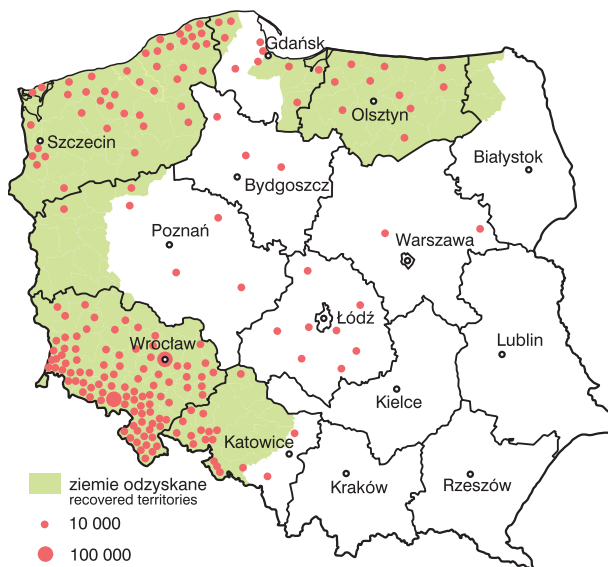 Gdańsk
Olsztyn
Szczecin
Białystok
Bydgoszcz
Poznań
Warszawa
Łódź
Wrocław
Lublin
Kielce
Katowice
Kraków
Rzeszów
ziemie odzyskane
recovered territories
10 000
100 000